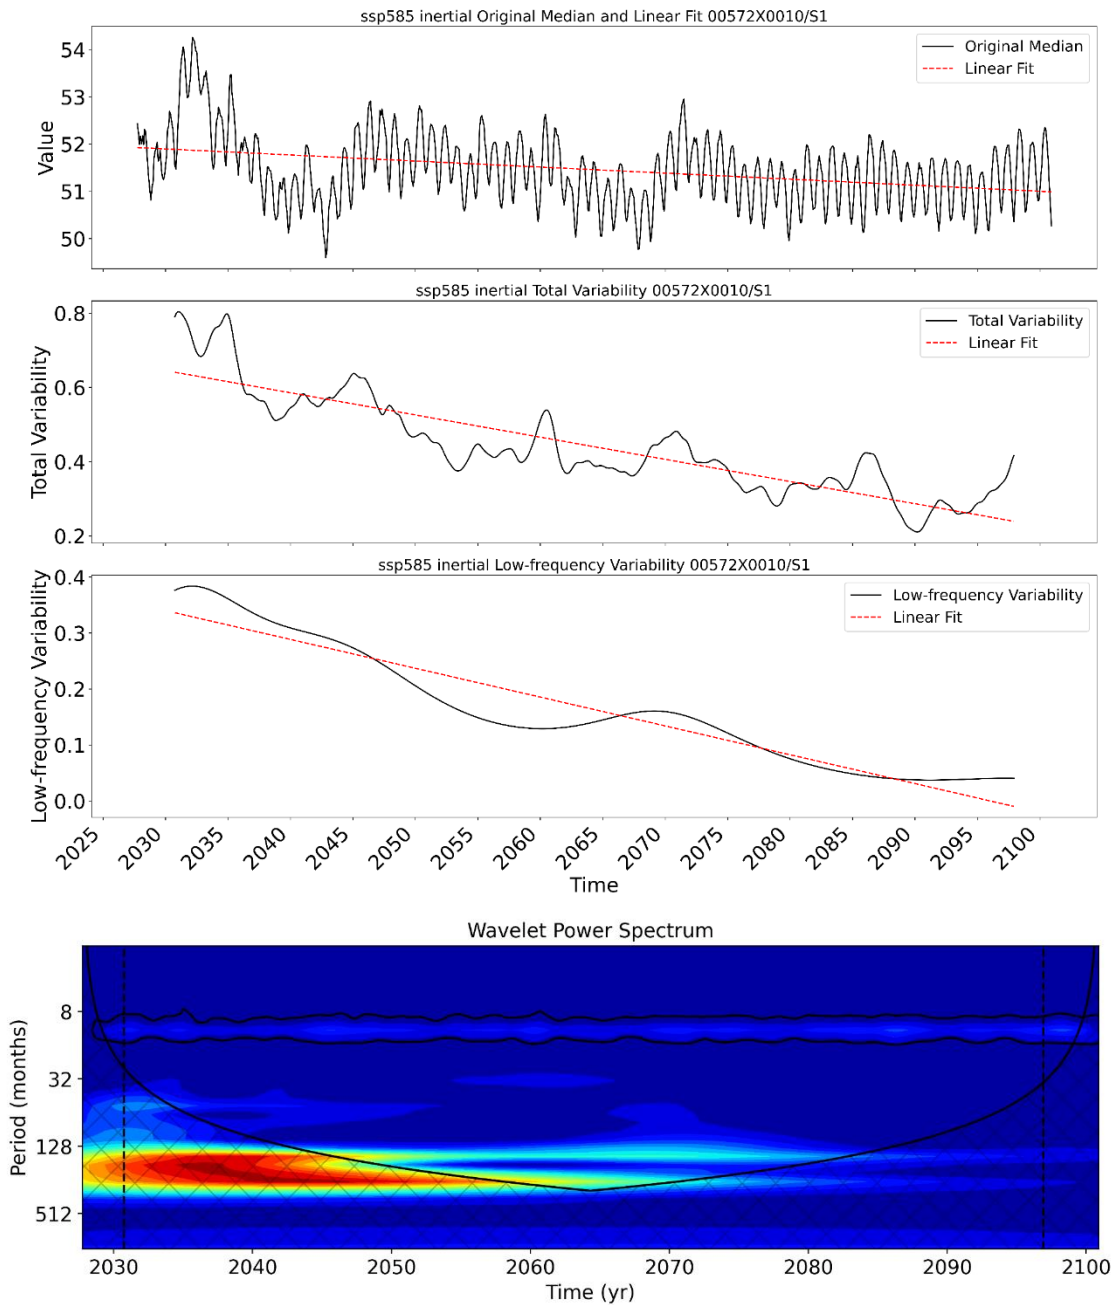 ssp585 inertial Original Median and Linear Fit 00572X0010/S1
Value
54
53
52
51
50
Original Median
Linear Fit
ssp585 inertial Total Variability 00572X0010/S1
Total Variability
0.8
0.6
0.4
0.2
Total Variability
Linear Fit
ssp585 inertial Low-frequency Variability 00572X0010/S1
Low-frequency Variability
0.4
0.3
0.2
0.1
0.0
Low-frequency Variability
Linear Fit
2025 2030 2035 2040 2045 2050 2055 2060 2065 2070 2075 2080 2085 2090 2095 2100
Time
Wavelet Power Spectrum
Period (months)
8
32
128
512
2030 2040 2050 2060 2070 2080 2090 2100
Time (yr)